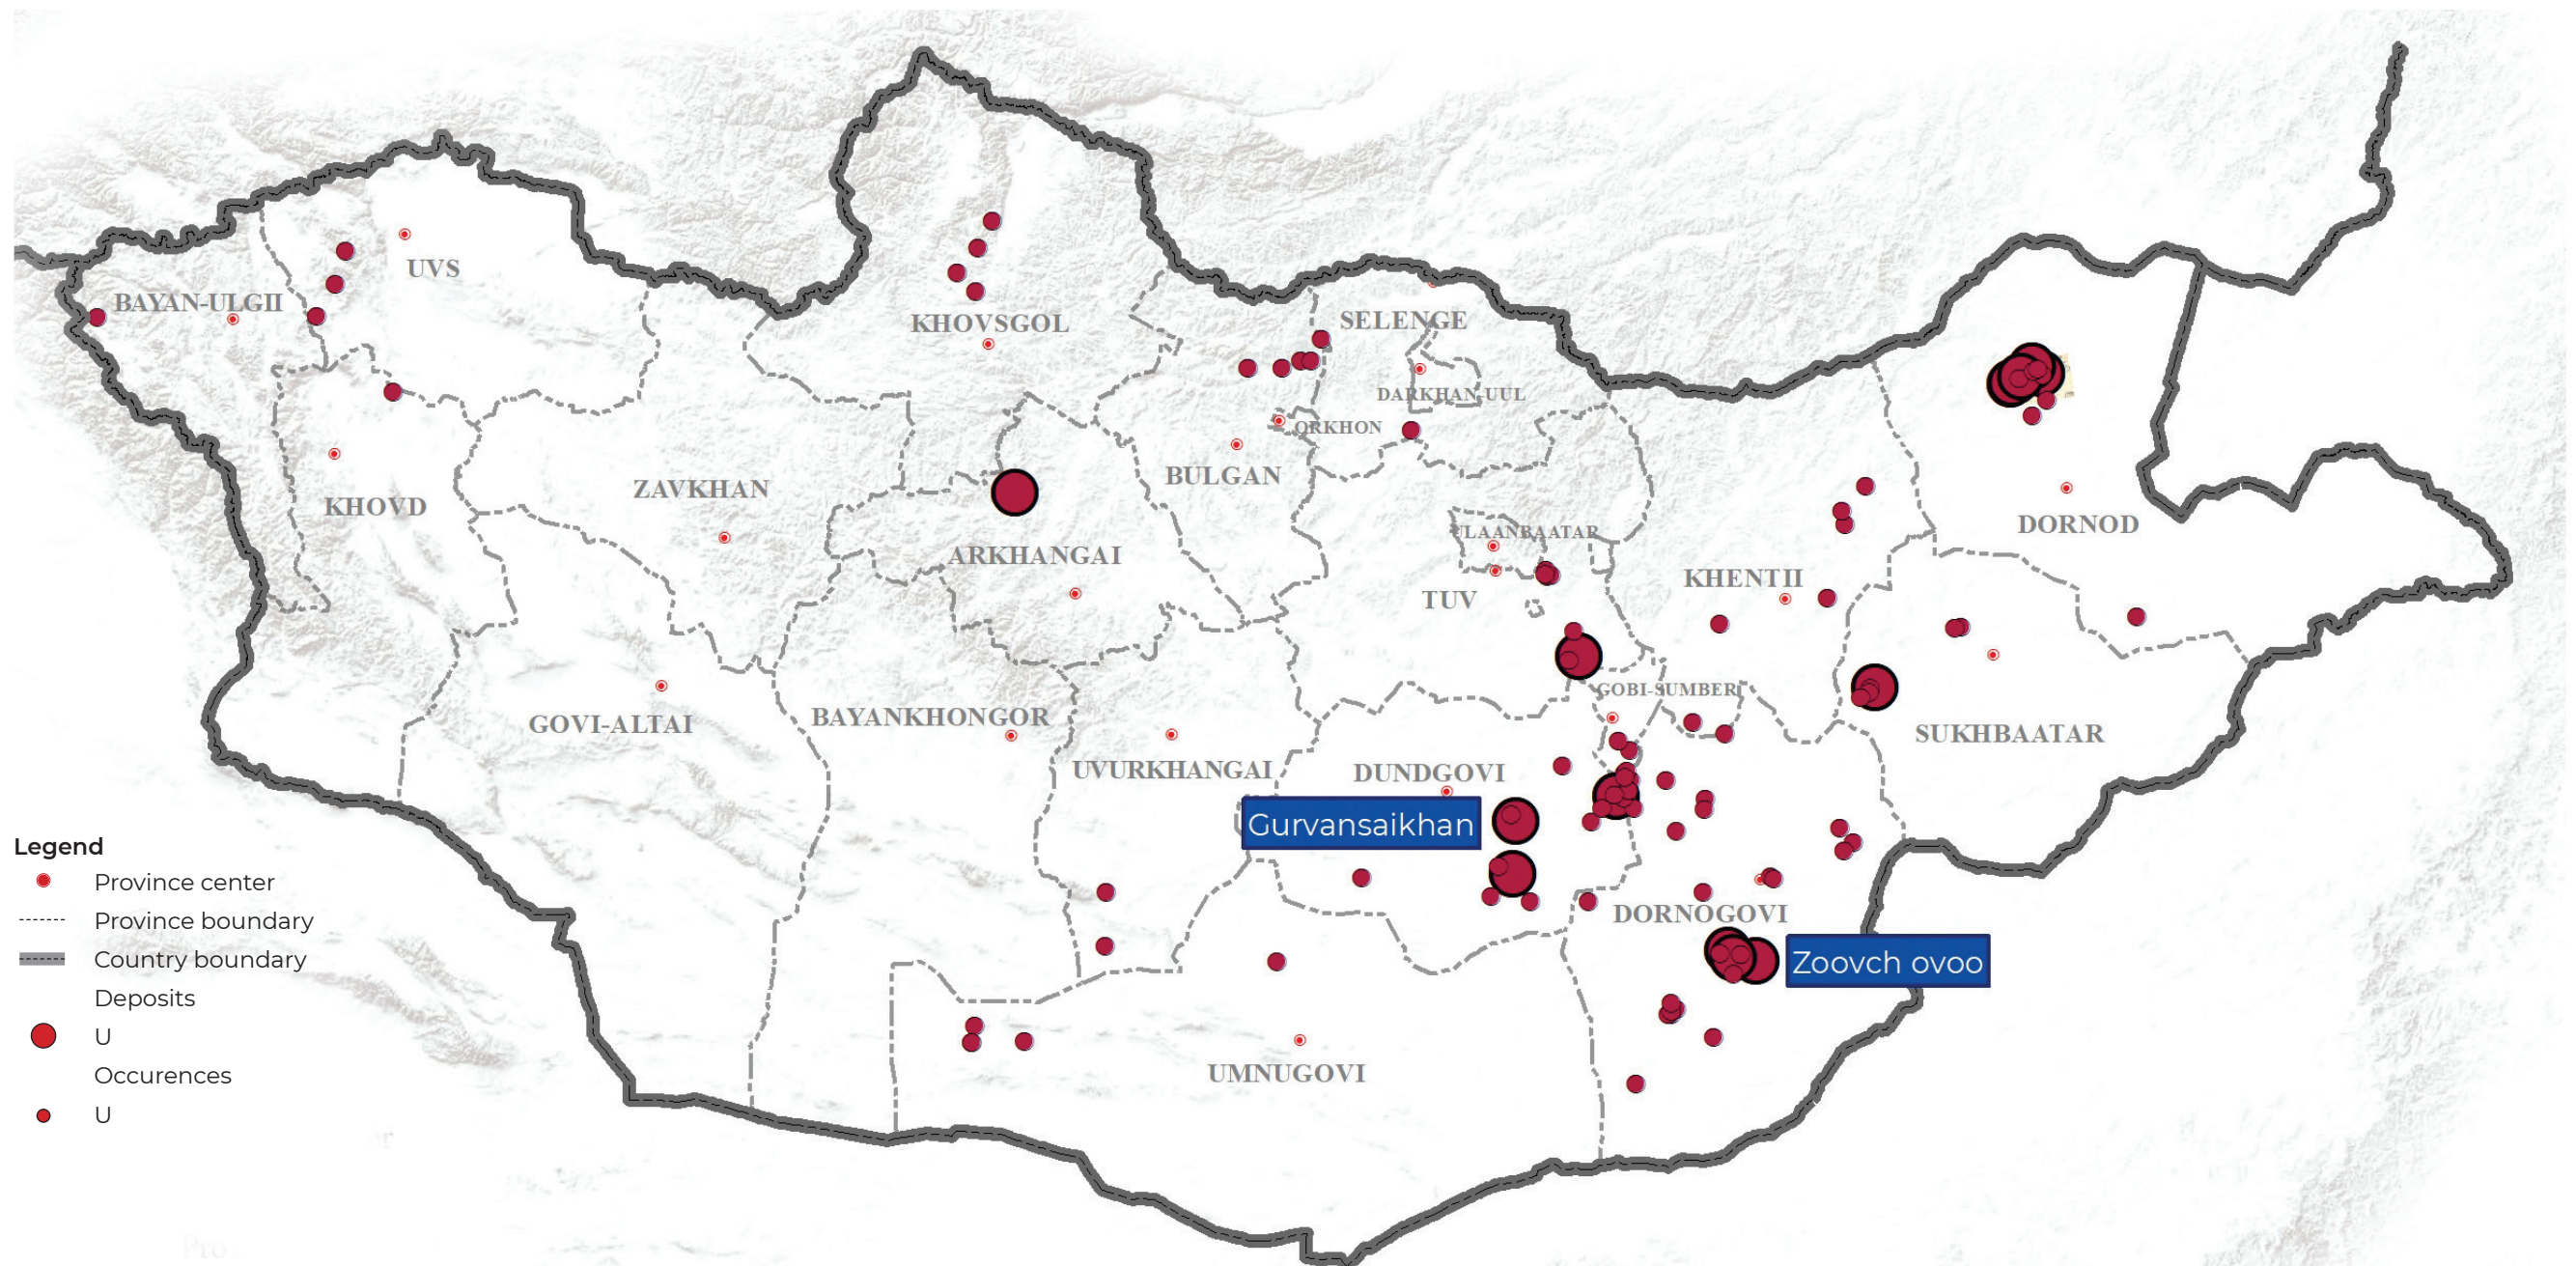 UVS
BAYAN-ULGII
KHOVSGOL
SELENGE
DARKHAN-UUL
ORKHON
BULGAN
ZAVKHAN
KHOVD
DORNOD
ULAANBAATAR
ARKHANGAI
KHENTII
TUV
GOBI-SUMBER
BAYANKHONGOR
GOVI-ALTAI
SUKHBAATAR
UVURKHANGAI
DUNDGOVI
Gurvansaikhan
DORNOGOVI
Zoovch ovoo
UMNUGOVI
Legend
Province center
Province boundary
Country boundary
Deposits
U
Occurences
U
Pro